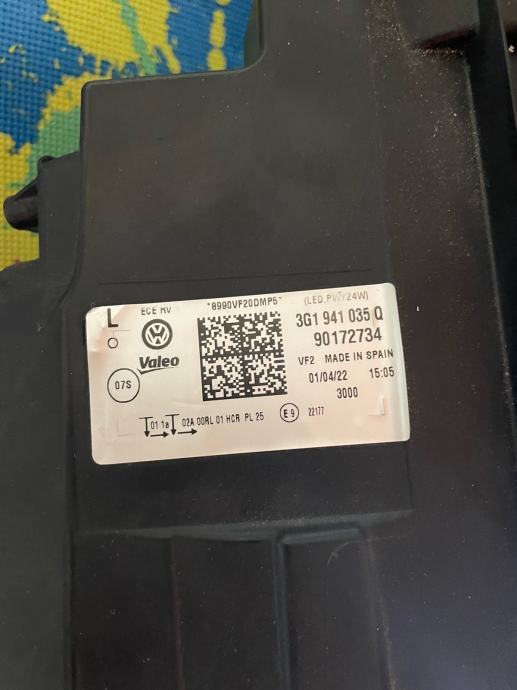 L ECE RV "8990VF20DMP5" (LED,PWY24W)
3G1 941 035 Q
Valeo
90172734
VF2 MADE IN SPAIN
07S
01/04/22 15:05
3000
01 1a 02A 00RL 01 HCR PL 25 E9 22177